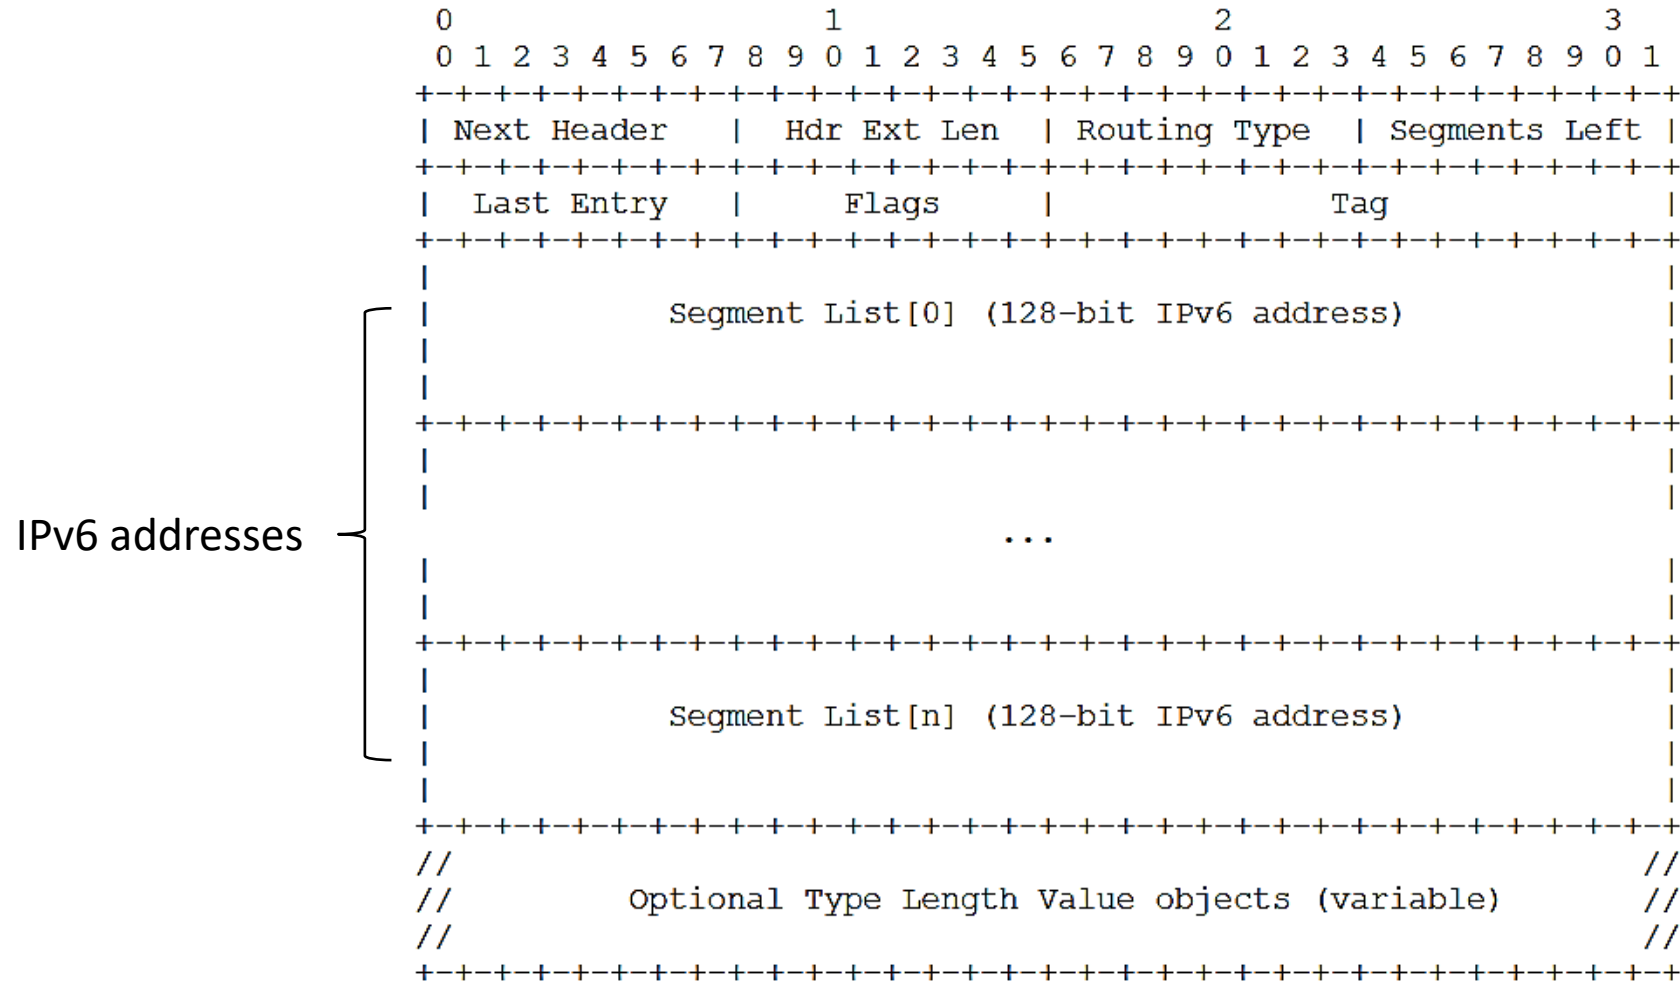 0                   1                   2                   3
0 1 2 3 4 5 6 7 8 9 0 1 2 3 4 5 6 7 8 9 0 1 2 3 4 5 6 7 8 9 0 1
+-+-+-+-+-+-+-+-+-+-+-+-+-+-+-+-+-+-+-+-+-+-+-+-+-+-+-+-+-+-+-+-+
| Next Header   |  Hdr Ext Len  | Routing Type  | Segments Left |
+-+-+-+-+-+-+-+-+-+-+-+-+-+-+-+-+-+-+-+-+-+-+-+-+-+-+-+-+-+-+-+-+
|  Last Entry   |     Flags     |              Tag              |
+-+-+-+-+-+-+-+-+-+-+-+-+-+-+-+-+-+-+-+-+-+-+-+-+-+-+-+-+-+-+-+-+
|                                                               |
|            Segment List[0] (128-bit IPv6 address)             |
|                                                               |
|                                                               |
+-+-+-+-+-+-+-+-+-+-+-+-+-+-+-+-+-+-+-+-+-+-+-+-+-+-+-+-+-+-+-+-+
|                                                               |
|                                                               |
IPv6 addresses
...
|                                                               |
|                                                               |
+-+-+-+-+-+-+-+-+-+-+-+-+-+-+-+-+-+-+-+-+-+-+-+-+-+-+-+-+-+-+-+-+
|                                                               |
|            Segment List[n] (128-bit IPv6 address)             |
|                                                               |
|                                                               |
+-+-+-+-+-+-+-+-+-+-+-+-+-+-+-+-+-+-+-+-+-+-+-+-+-+-+-+-+-+-+-+-+
//                                                             //
//         Optional Type Length Value objects (variable)       //
//                                                             //
+-+-+-+-+-+-+-+-+-+-+-+-+-+-+-+-+-+-+-+-+-+-+-+-+-+-+-+-+-+-+-+-+